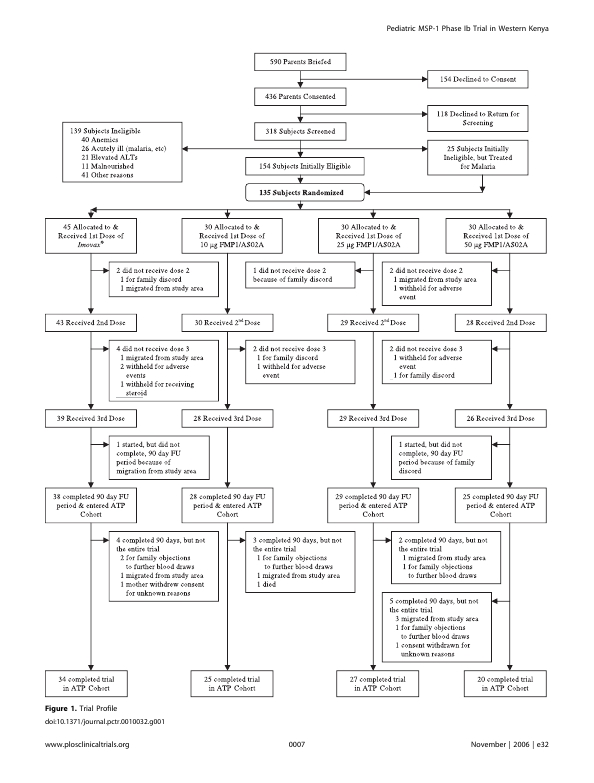 Pediatric MSP-1 Phase Ib Trial in Western Kenya
590 Parents Briefed
154 Declined to Consent
436 Parents Consented
118 Declined to Return for
Screening
139 Subjects Ineligible
40 Anemics
26 Acutely ill (malaria, etc)
21 Elevated ALTs
11 Malnourished
41 Other reasons
318 Subjects Screened
25 Subjects Initially
Ineligible, but Treated
for Malaria
154 Subjects Initially Eligible
135 Subjects Randomized
45 Allocated to &
Received 1st Dose of
Imovax®
30 Allocated to &
Received 1st Dose of
10 µg FMP1/AS02A
30 Allocated to &
Received 1st Dose of
25 µg FMP1/AS02A
30 Allocated to &
Received 1st Dose of
50 µg FMP1/AS02A
2 did not receive dose 2
1 for family discord
1 migrated from study area
1 did not receive dose 2
because of family discord
2 did not receive dose 2
1 migrated from study area
1 withheld for adverse
event
43 Received 2nd Dose
30 Received 2nd Dose
29 Received 2nd Dose
28 Received 2nd Dose
4 did not receive dose 3
1 migrated from study area
2 withheld for adverse
events
1 withheld for receiving
steroid
2 did not receive dose 3
1 for family discord
1 withheld for adverse
event
2 did not receive dose 3
1 withheld for adverse
event
1 for family discord
39 Received 3rd Dose
28 Received 3rd Dose
29 Received 3rd Dose
26 Received 3rd Dose
1 started, but did not
complete, 90 day FU
period because of
migration from study area
1 started, but did not
complete, 90 day FU
period because of family
discord
38 completed 90 day FU
period & entered ATP
Cohort
28 completed 90 day FU
period & entered ATP
Cohort
29 completed 90 day FU
period & entered ATP
Cohort
25 completed 90 day FU
period & entered ATP
Cohort
4 completed 90 days, but not
the entire trial
2 for family objections
to further blood draws
1 migrated from study area
1 mother withdrew consent
for unknown reasons
3 completed 90 days, but not
the entire trial
1 for family objections
to further blood draws
1 migrated from study area
1 died
2 completed 90 days, but not
the entire trial
1 migrated from study area
1 for family objections
to further blood draws
5 completed 90 days, but not
the entire trial
3 migrated from study area
1 for family objections
to further blood draws
1 consent withdrawn for
unknown reasons
34 completed trial
in ATP Cohort
25 completed trial
in ATP Cohort
27 completed trial
in ATP Cohort
20 completed trial
in ATP Cohort
Figure 1. Trial Profile
doi:10.1371/journal.pctr.0010032.g001
www.plosclinicaltrials.org
0007
November | 2006 | e32